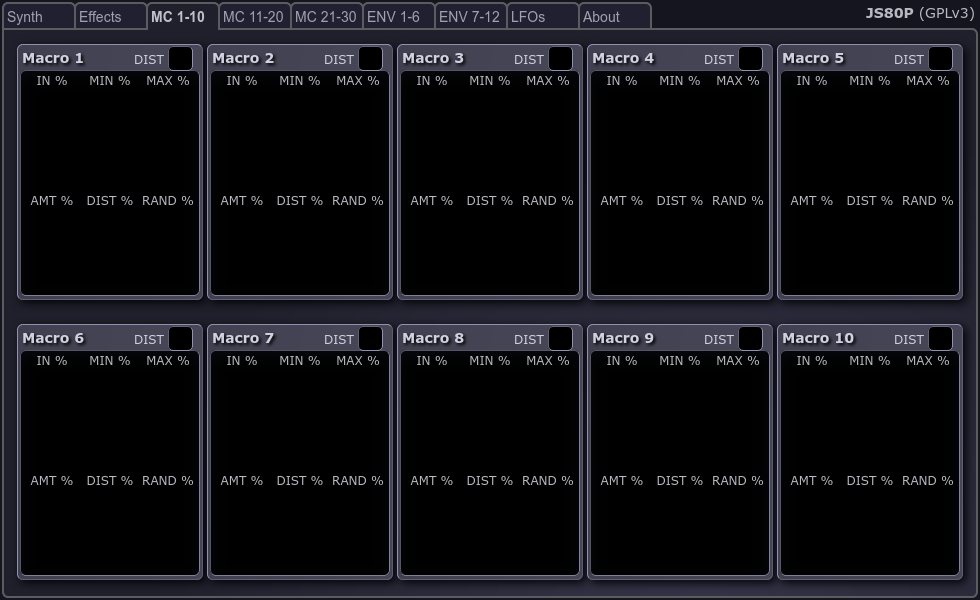 Synth Effects MC 1-10 MC 11-20 MC 21-30 ENV 1-6 ENV 7-12 LFOs About JS80P (GPLv3)
Macro 1 DIST Macro 2 DIST Macro 3 DIST Macro 4 DIST Macro 5 DIST
IN % MIN % MAX % IN % MIN % MAX % IN % MIN % MAX % IN % MIN % MAX % IN % MIN % MAX %
AMT % DIST % RAND % AMT % DIST % RAND % AMT % DIST % RAND % AMT % DIST % RAND % AMT % DIST % RAND %
Macro 6 DIST Macro 7 DIST Macro 8 DIST Macro 9 DIST Macro 10 DIST
IN % MIN % MAX % IN % MIN % MAX % IN % MIN % MAX % IN % MIN % MAX % IN % MIN % MAX %
AMT % DIST % RAND % AMT % DIST % RAND % AMT % DIST % RAND % AMT % DIST % RAND % AMT % DIST % RAND %